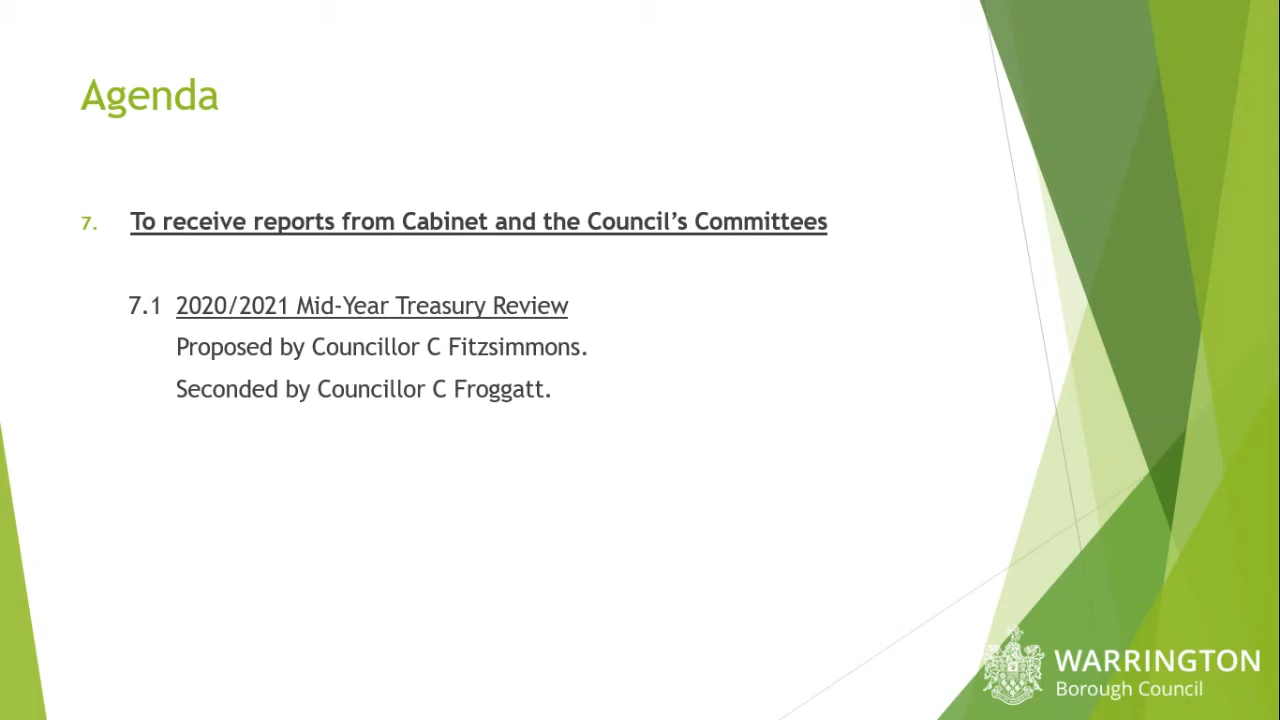 Agenda
7. To receive reports from Cabinet and the Council’s Committees
7.1 2020/2021 Mid-Year Treasury Review
Proposed by Councillor C Fitzsimmons.
Seconded by Councillor C Froggatt.
WARRINGTON
Borough Council